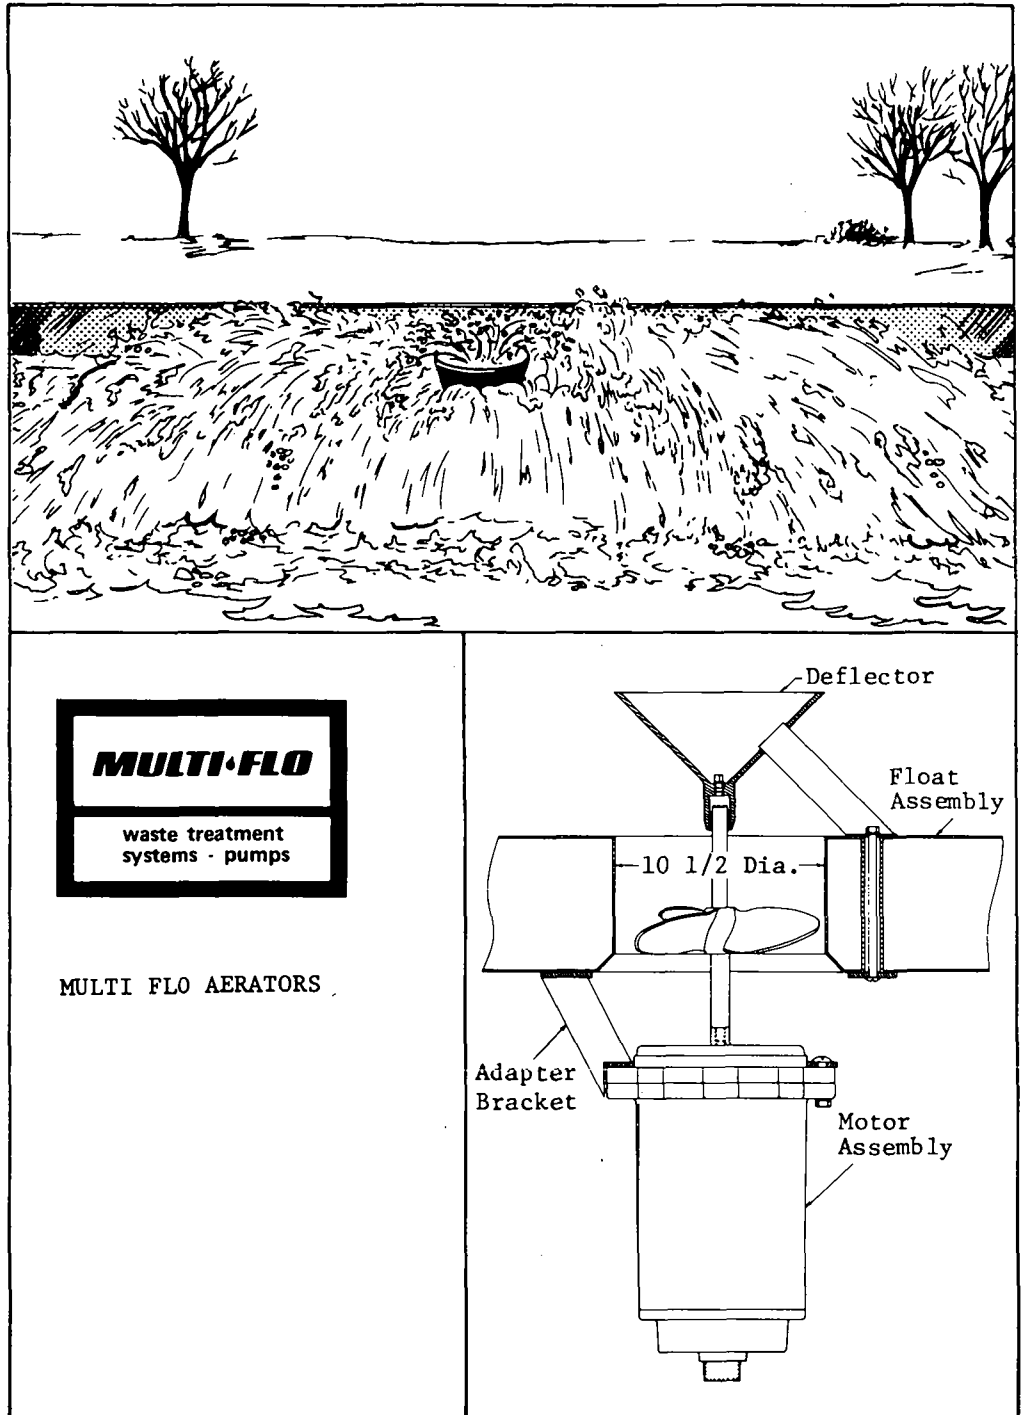 MULTI-FLO
waste treatment
systems - pumps
MULTI FLO AERATORS
Deflector
Float
Assembly
10 1/2 Dia.
Adapter
Bracket
Motor
Assembly